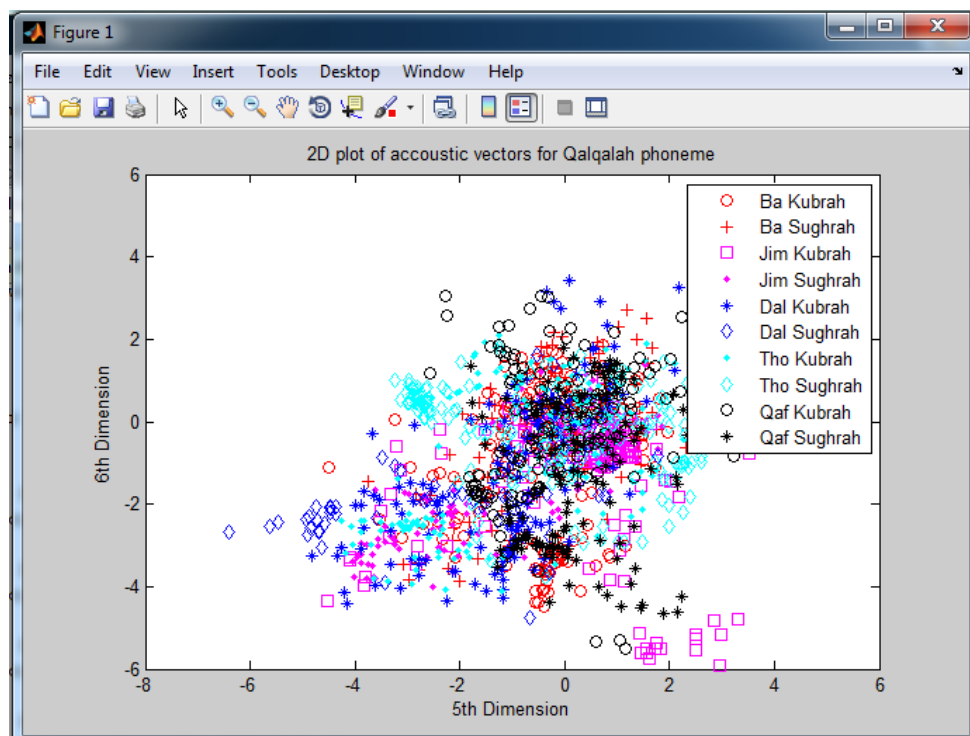 Figure 1
File Edit View Insert Tools Desktop Window Help
2D plot of accoustic vectors for Qalqalah phoneme
6
4
2
0
-2
-4
-6
6th Dimension
Ba Kubrah
Ba Sughrah
Jim Kubrah
Jim Sughrah
Dal Kubrah
Dal Sughrah
Tho Kubrah
Tho Sughrah
Qaf Kubrah
Qaf Sughrah
-8 -6 -4 -2 0 2 4 6
5th Dimension